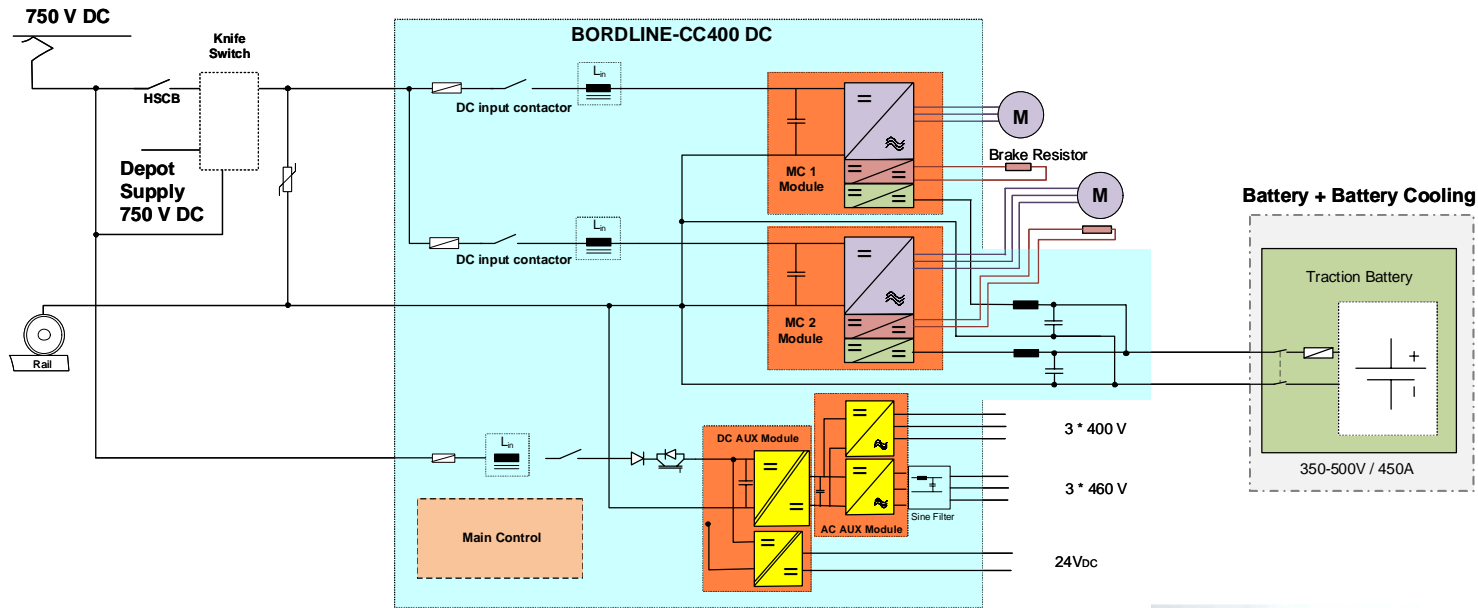 750 V DC
Knife
Switch
HSCB
Depot
Supply
750 V DC
Rail
BORDLINE-CC400 DC
Lin
DC input contactor
MC 1
Module
M
Brake Resistor
Lin
DC input contactor
MC 2
Module
M
Battery + Battery Cooling
Traction Battery
+
350-500V / 450A
Lin
DC AUX Module
AC AUX Module
Sine Filter
3 * 400 V
3 * 460 V
24VDC
Main Control